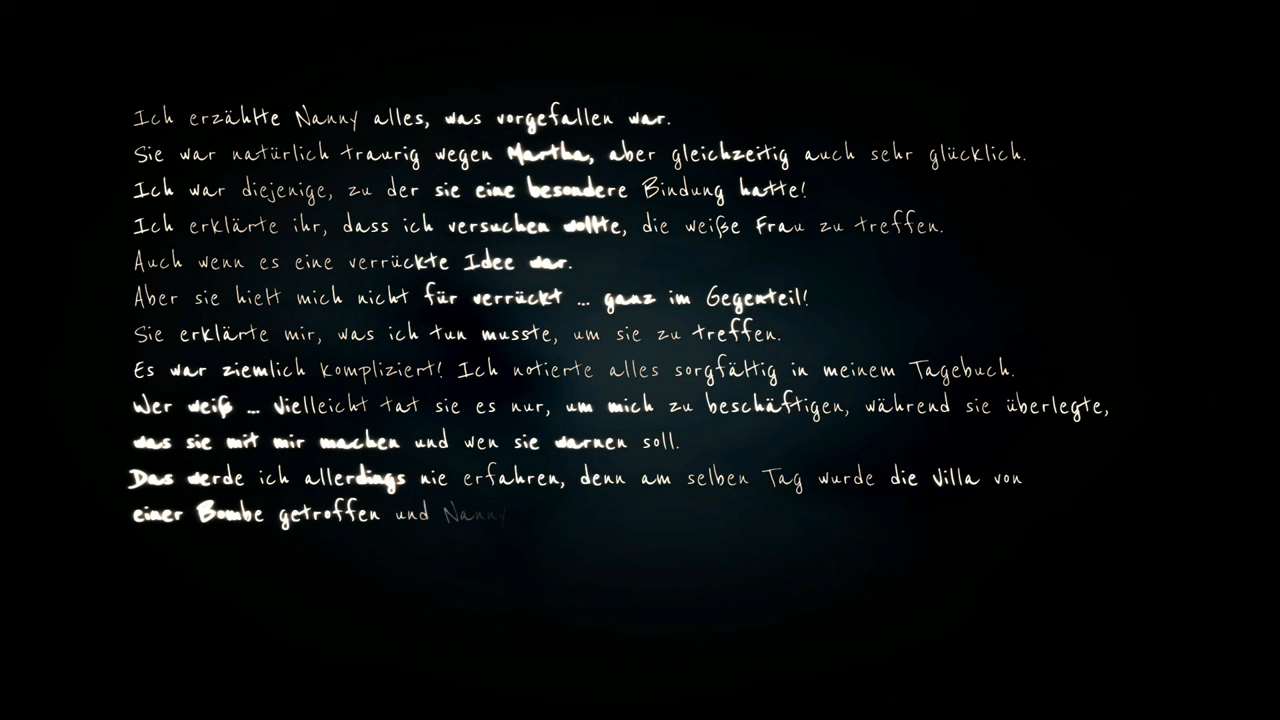 Ich erzählte Nanny alles, was vorgefallen war.
Sie war natürlich traurig wegen Martha, aber gleichzeitig auch sehr glücklich.
Ich war diejenige, zu der sie eine besondere Bindung hatte!
Ich erklärte ihr, dass ich versuchen wollte, die weiße Frau zu treffen.
Auch wenn es eine verrückte Idee war.
Aber sie hielt mich nicht für verrückt ... ganz im Gegenteil!
Sie erklärte mir, was ich tun musste, um sie zu treffen.
Es war ziemlich kompliziert! Ich notierte alles sorgfältig in meinem Tagebuch.
Wer weiß ... Vielleicht tat sie es nur, um mich zu beschäftigen, während sie überlegte,
was sie mit mir machen und wen sie warnen soll.
Das werde ich allerdings nie erfahren, denn am selben Tag wurde die Villa von
einer Bombe getroffen und Nanny